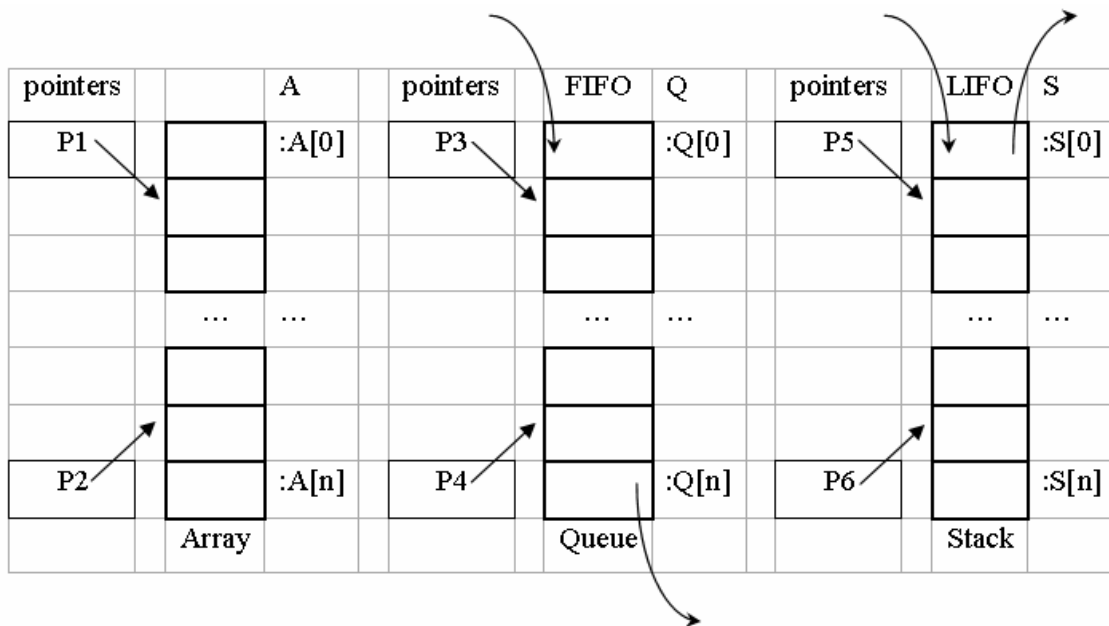 pointers A pointers FIFO Q pointers LIFO S
P1 :A[0] P3 :Q[0] P5 :S[0]
... ... ... ... ... ...
P2 :A[n] P4 :Q[n] P6 :S[n]
Array Queue Stack